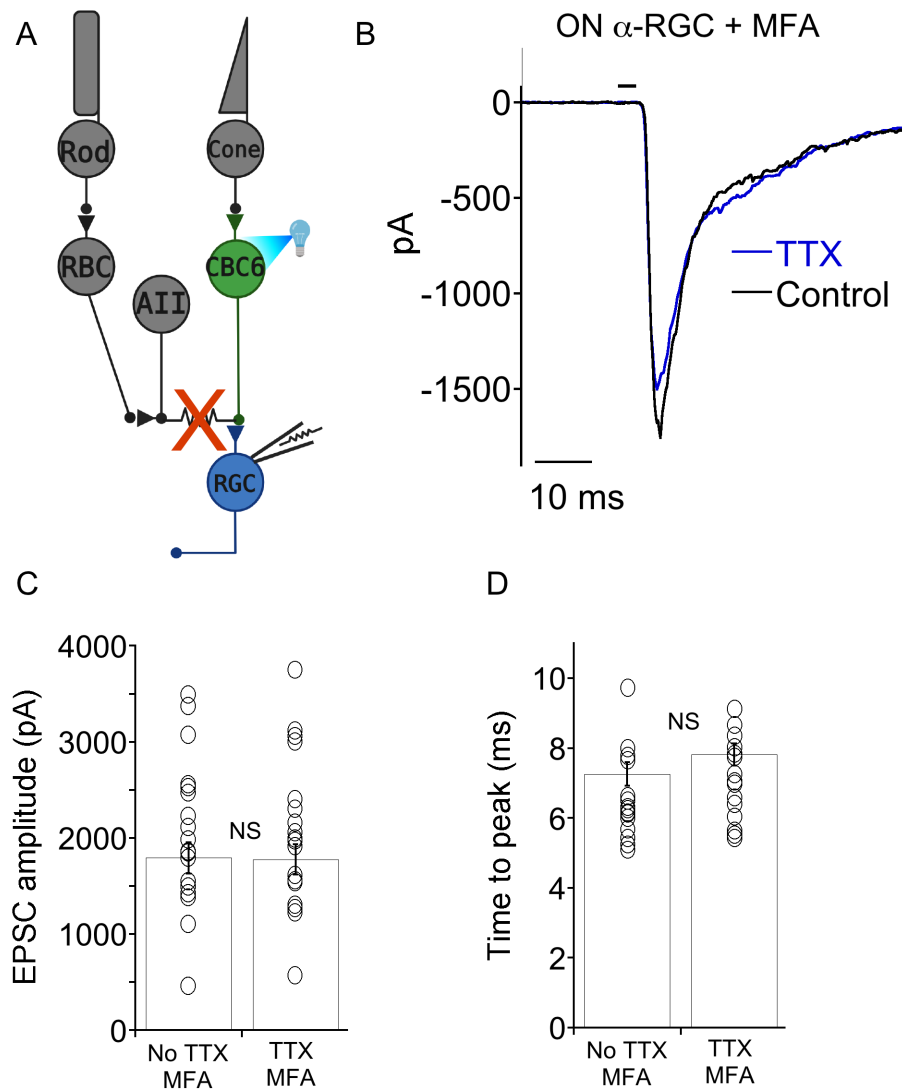 A
Rod
Cone
RBC
CBC6
AII
RGC
B
ON α-RGC + MFA
0
-500
-1000
-1500
pA
TTX
Control
10 ms
C
EPSC amplitude (pA)
4000
3000
2000
1000
0
NS
No TTX
MFA
TTX
MFA
D
Time to peak (ms)
10
8
6
4
2
0
NS
No TTX
MFA
TTX
MFA